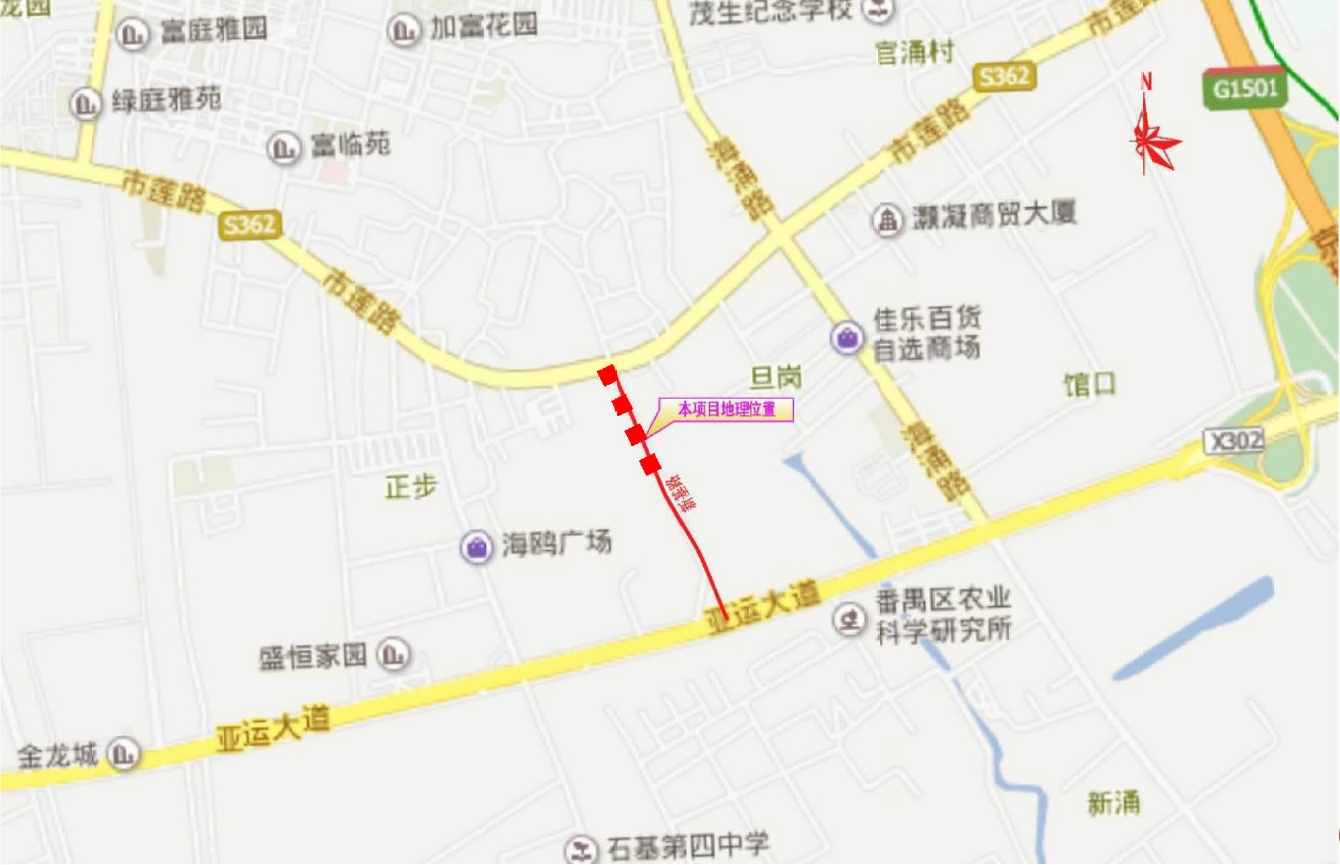 龙园
富庭雅园
加富花园
茂生纪念学校
市莲路
官涌村
S362
G1501
N
绿庭雅苑
富临苑
海涌路
市莲路
市莲路
S362
灏凝商贸大厦
市莲路
佳乐百货
自选商场
旦岗
馆口
本项目地理位置
海涌路
X302
正步
海鸥广场
亚运大道
番禺区农业
科学研究所
盛恒家园
亚运大道
金龙城
新涌
石基第四中学